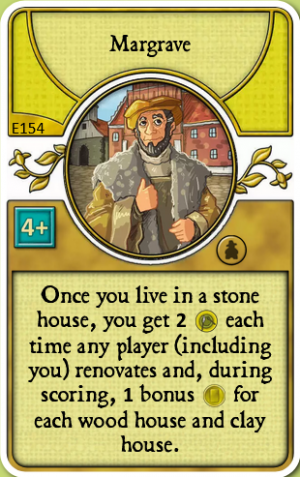 Margrave
E154
4+
Once you live in a stone
house, you get 2 each
time any player (including
you) renovates and, during
scoring, 1 bonus for
each wood house and clay
house.